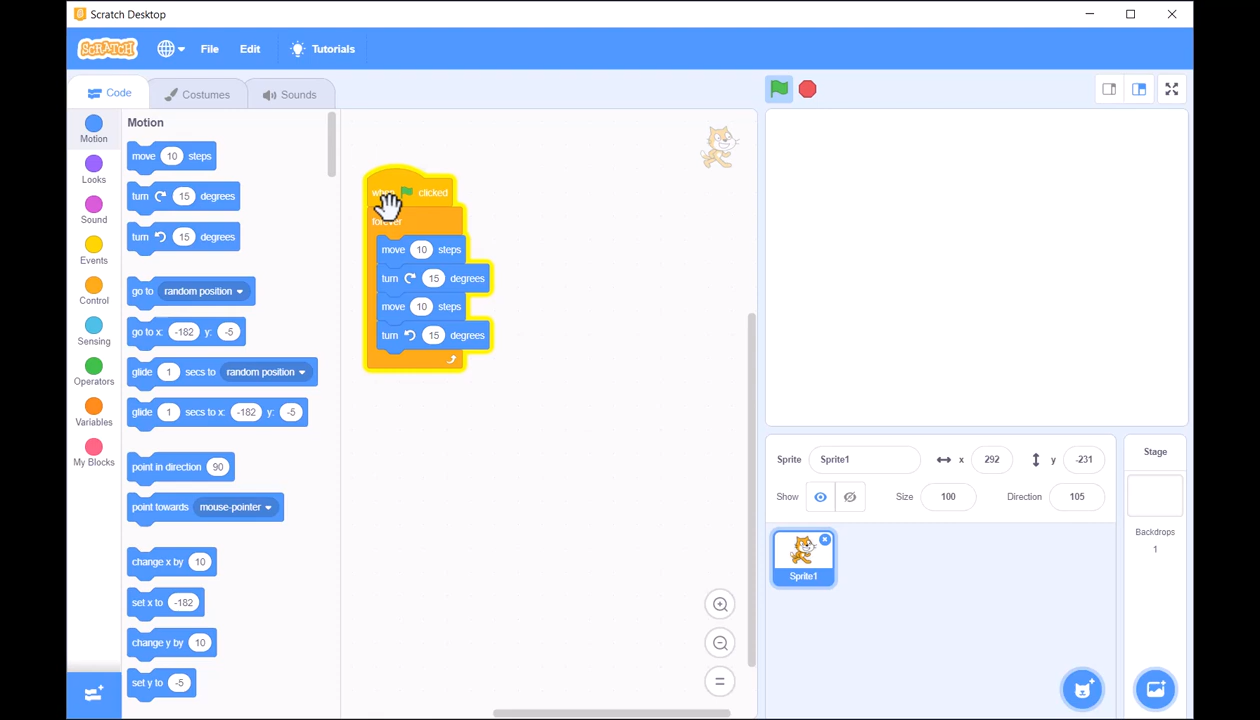 Scratch Desktop
SCRATCH File Edit Tutorials
Code Costumes Sounds
Motion
Looks
Sound
Events
Control
Sensing
Operators
Variables
My Blocks
Motion
move 10 steps
turn 15 degrees
turn 15 degrees
go to random position
go to x: -182 y: -5
glide 1 secs to random position
glide 1 secs to x: -182 y: -5
point in direction 90
point towards mouse-pointer
change x by 10
set x to -182
change y by 10
set y to -5
when clicked
forever
move 10 steps
turn 15 degrees
move 10 steps
turn 15 degrees
Sprite Sprite1 x 292 y -231
Show Size 100 Direction 105
Sprite1
Stage
Backdrops
1